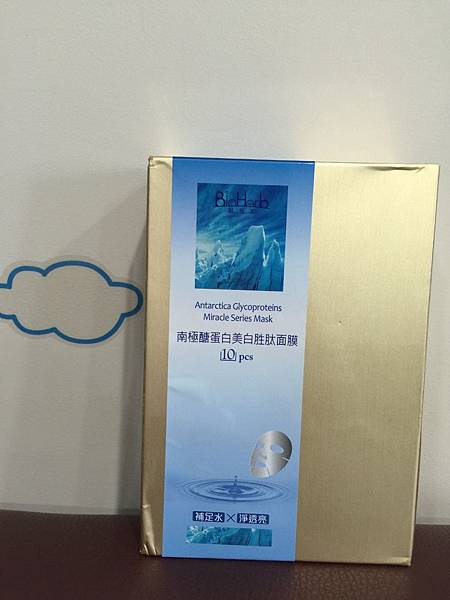 BioHerb
Antarctica Glycoproteins
Miracle Series Mask
南極醣蛋白美白胜肽面膜
10 pcs
補足水 X 淨透亮